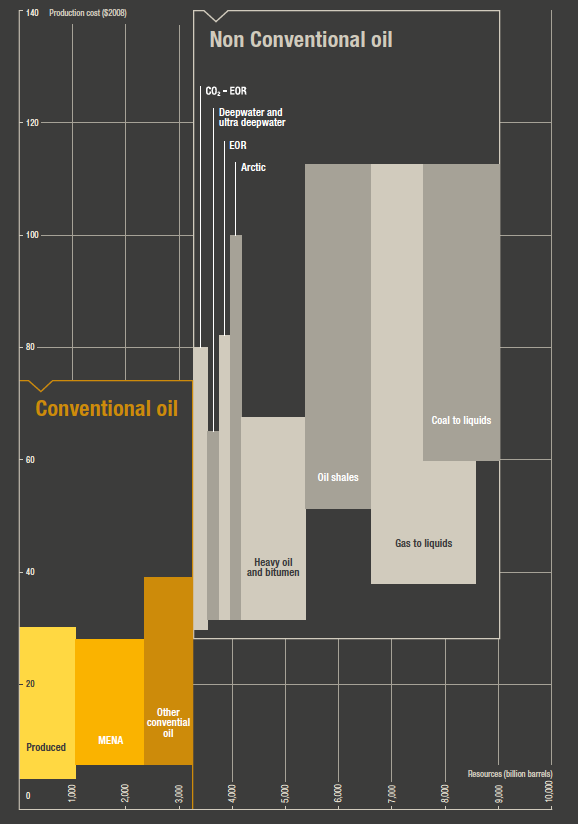 140
Production cost ($2008)
Non Conventional oil
CO₂ – EOR
Deepwater and
ultra deepwater
120
EOR
Arctic
100
80
Conventional oil
Coal to liquids
60
Oil shales
Gas to liquids
Heavy oil
and bitumen
40
20
Other
convential
oil
MENA
Produced
Resources (billion barrels)
0
1,000
2,000
3,000
4,000
5,000
6,000
7,000
8,000
9,000
10,000